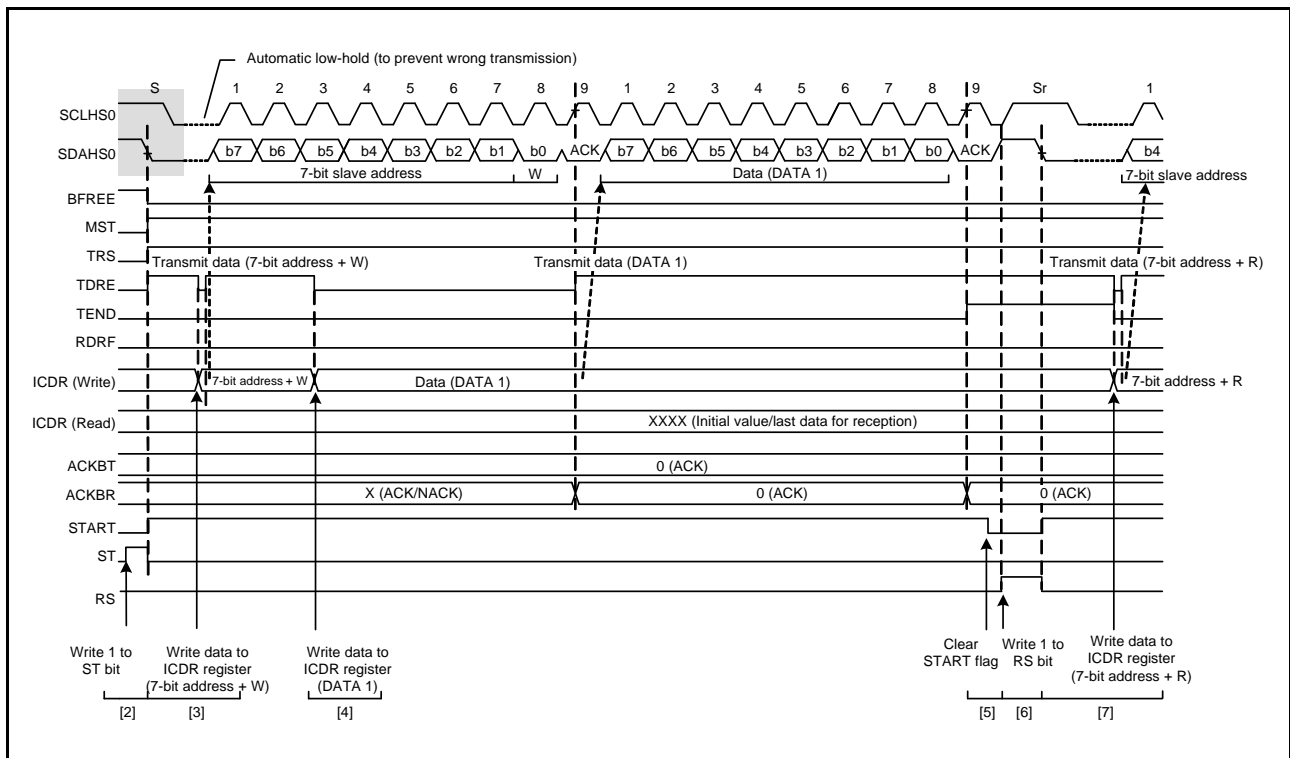 Automatic low-hold (to prevent wrong transmission)
S 1 2 3 4 5 6 7 8 9 1 2 3 4 5 6 7 8 9 Sr 1
SCLHS0
SDAHS0 b7 b6 b5 b4 b3 b2 b1 b0 ACK b7 b6 b5 b4 b3 b2 b1 b0 ACK b4
7-bit slave address W Data (DATA 1) 7-bit slave address
BFREE
MST
TRS
Transmit data (7-bit address + W) Transmit data (DATA 1) Transmit data (7-bit address + R)
TDRE
TEND
RDRF
ICDR (Write) 7-bit address + W Data (DATA 1) 7-bit address + R
ICDR (Read) XXXX (Initial value/last data for reception)
ACKBT 0 (ACK)
ACKBR X (ACK/NACK) 0 (ACK) 0 (ACK)
START
ST
RS
Write 1 to
ST bit
Write data to
ICDR register
(7-bit address + W)
Write data to
ICDR register
(DATA 1)
Clear
START flag
Write 1 to
RS bit
Write data to
ICDR register
(7-bit address + R)
[2] [3] [4] [5] [6] [7]